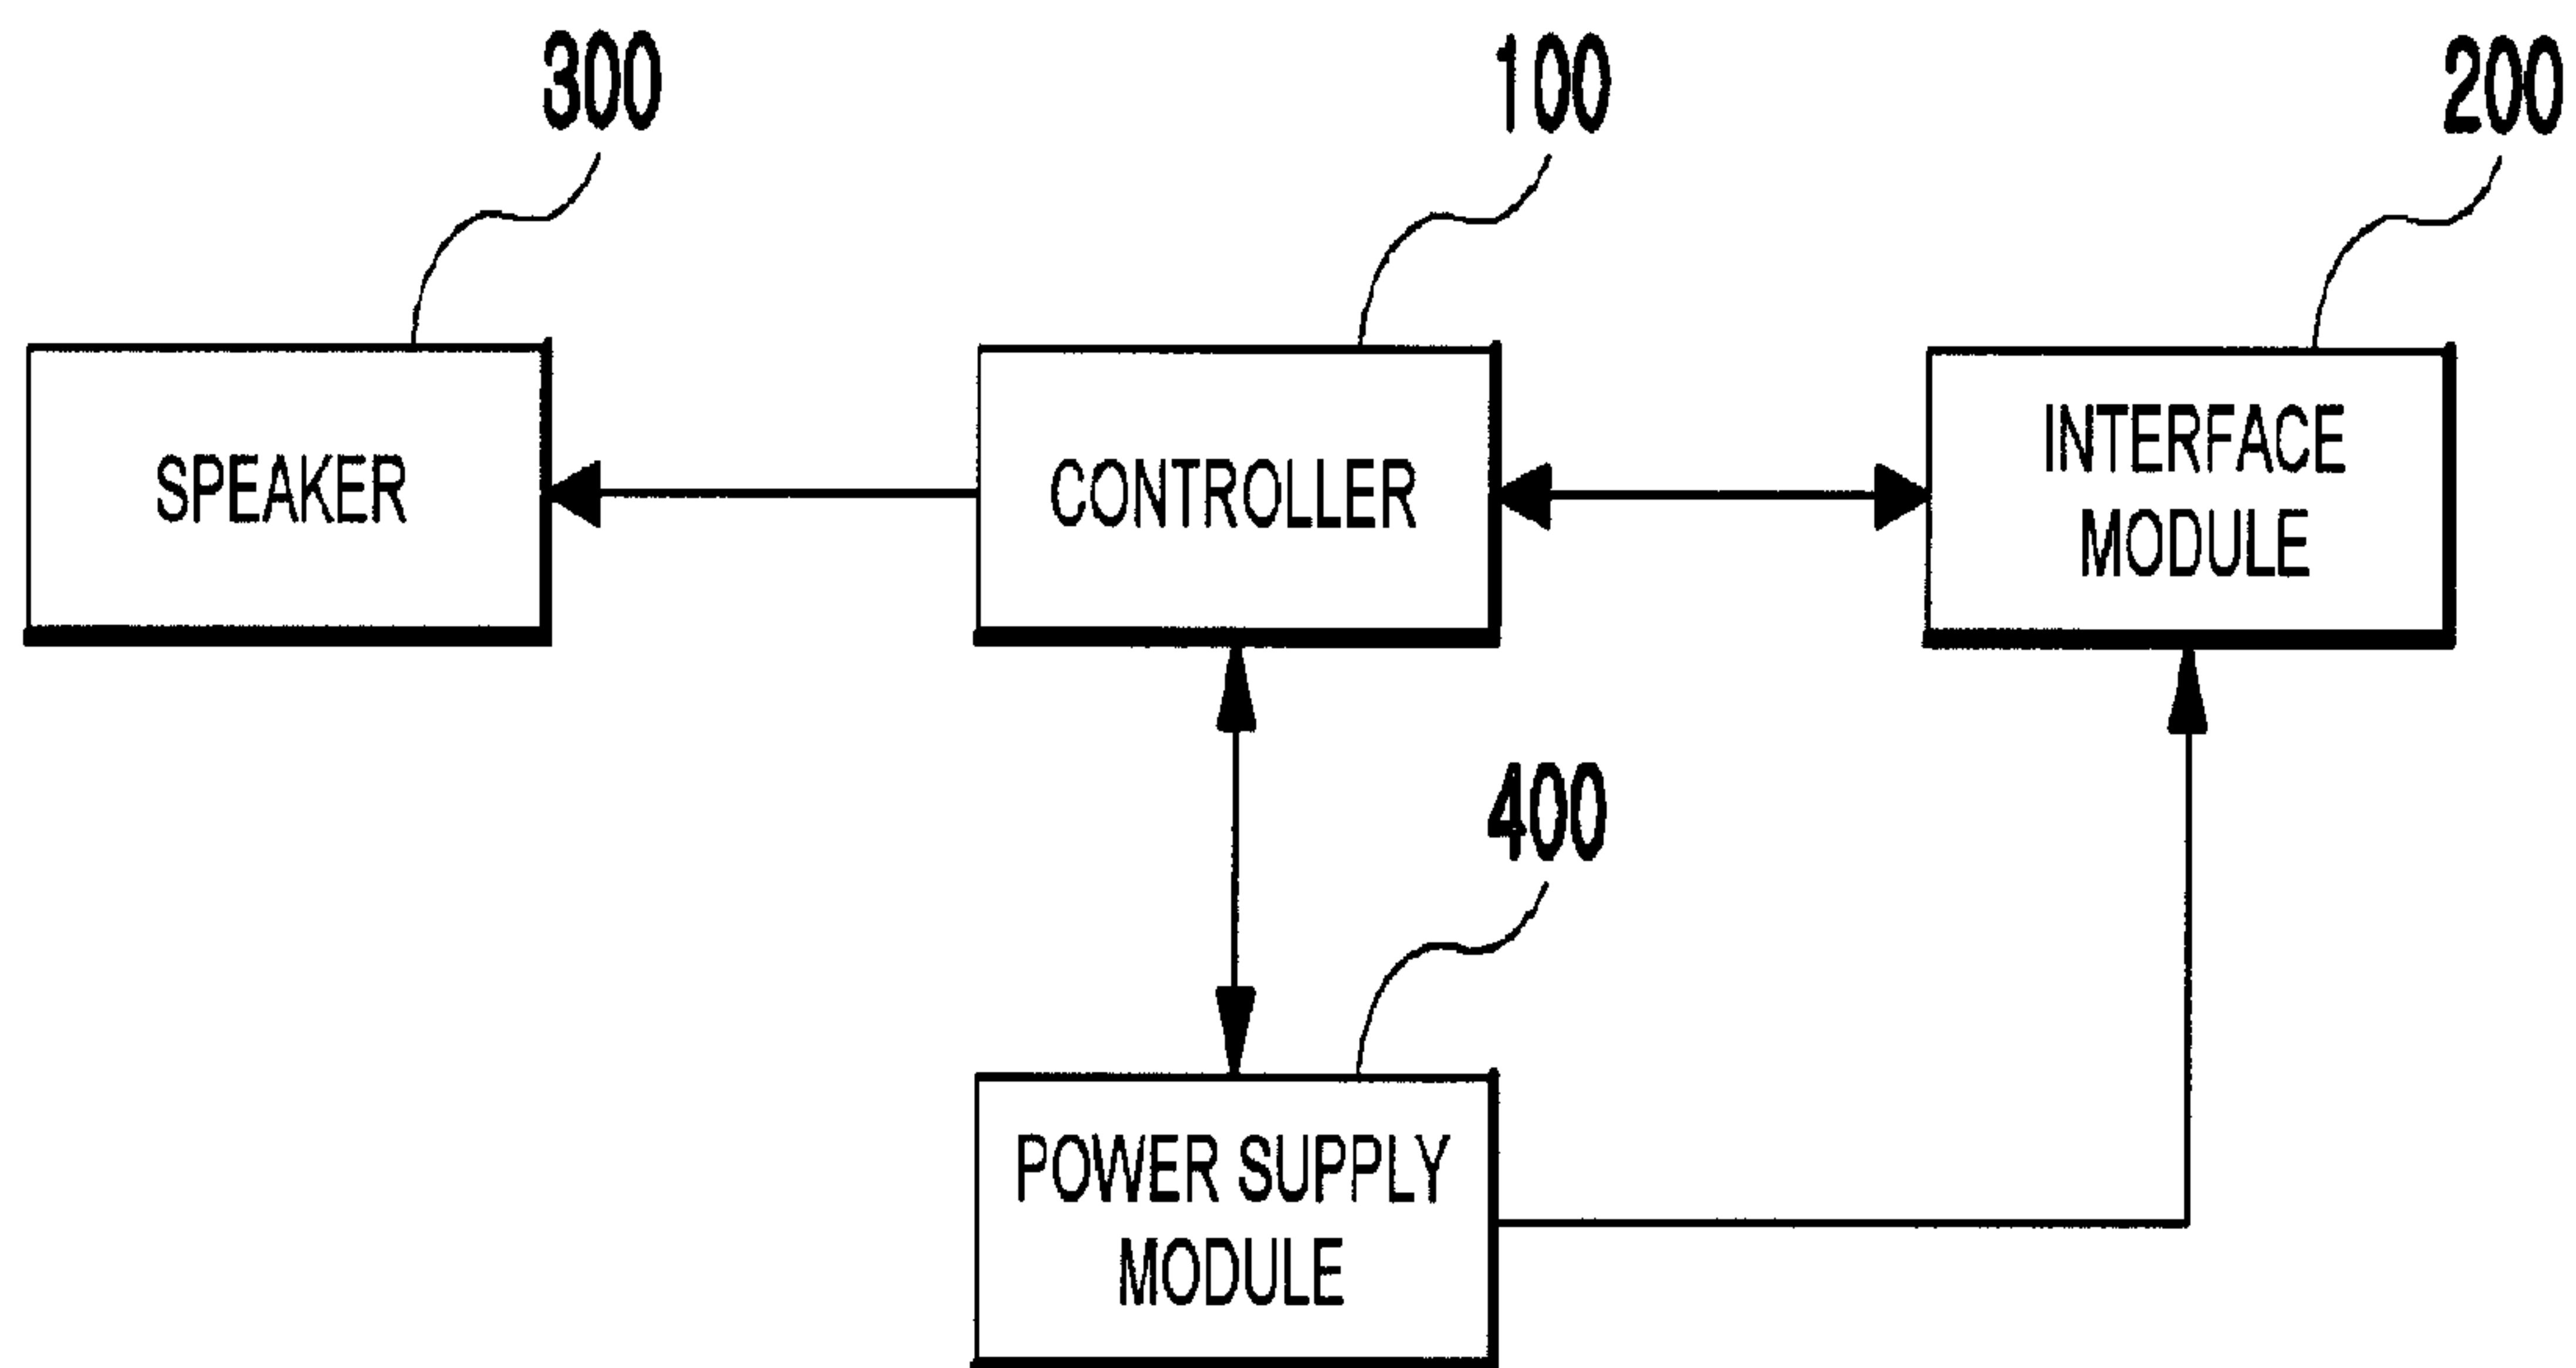 300
100
200
SPEAKER
CONTROLLER
INTERFACE
MODULE
400
POWER SUPPLY
MODULE